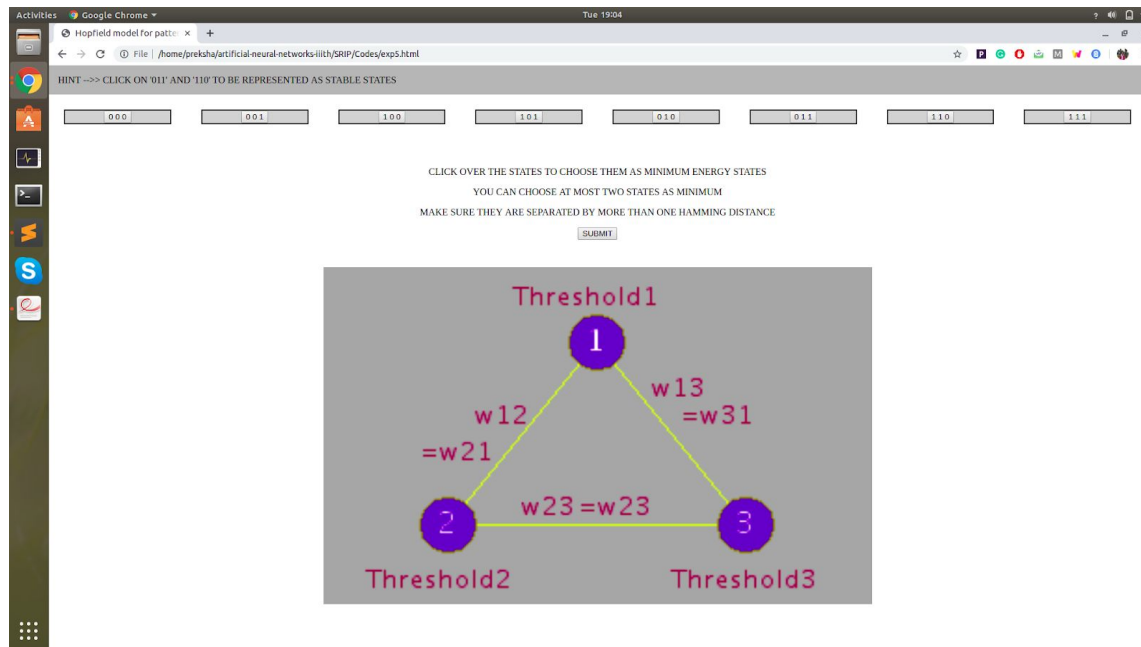 Activities Google Chrome Tue 19:04 ?
Hopfield model for patte
File | /home/preksha/artificial-neural-networks-iiith/SRIP/Codes/exp5.html
HINT -->> CLICK ON '011' AND '110' TO BE REPRESENTED AS STABLE STATES
000 001 100 101 010 011 110 111
CLICK OVER THE STATES TO CHOOSE THEM AS MINIMUM ENERGY STATES
YOU CAN CHOOSE AT MOST TWO STATES AS MINIMUM
MAKE SURE THEY ARE SEPARATED BY MORE THAN ONE HAMMING DISTANCE
SUBMIT
Threshold1
1
w13
w12 =w31
=w21
w23=w23
2 3
Threshold2 Threshold3